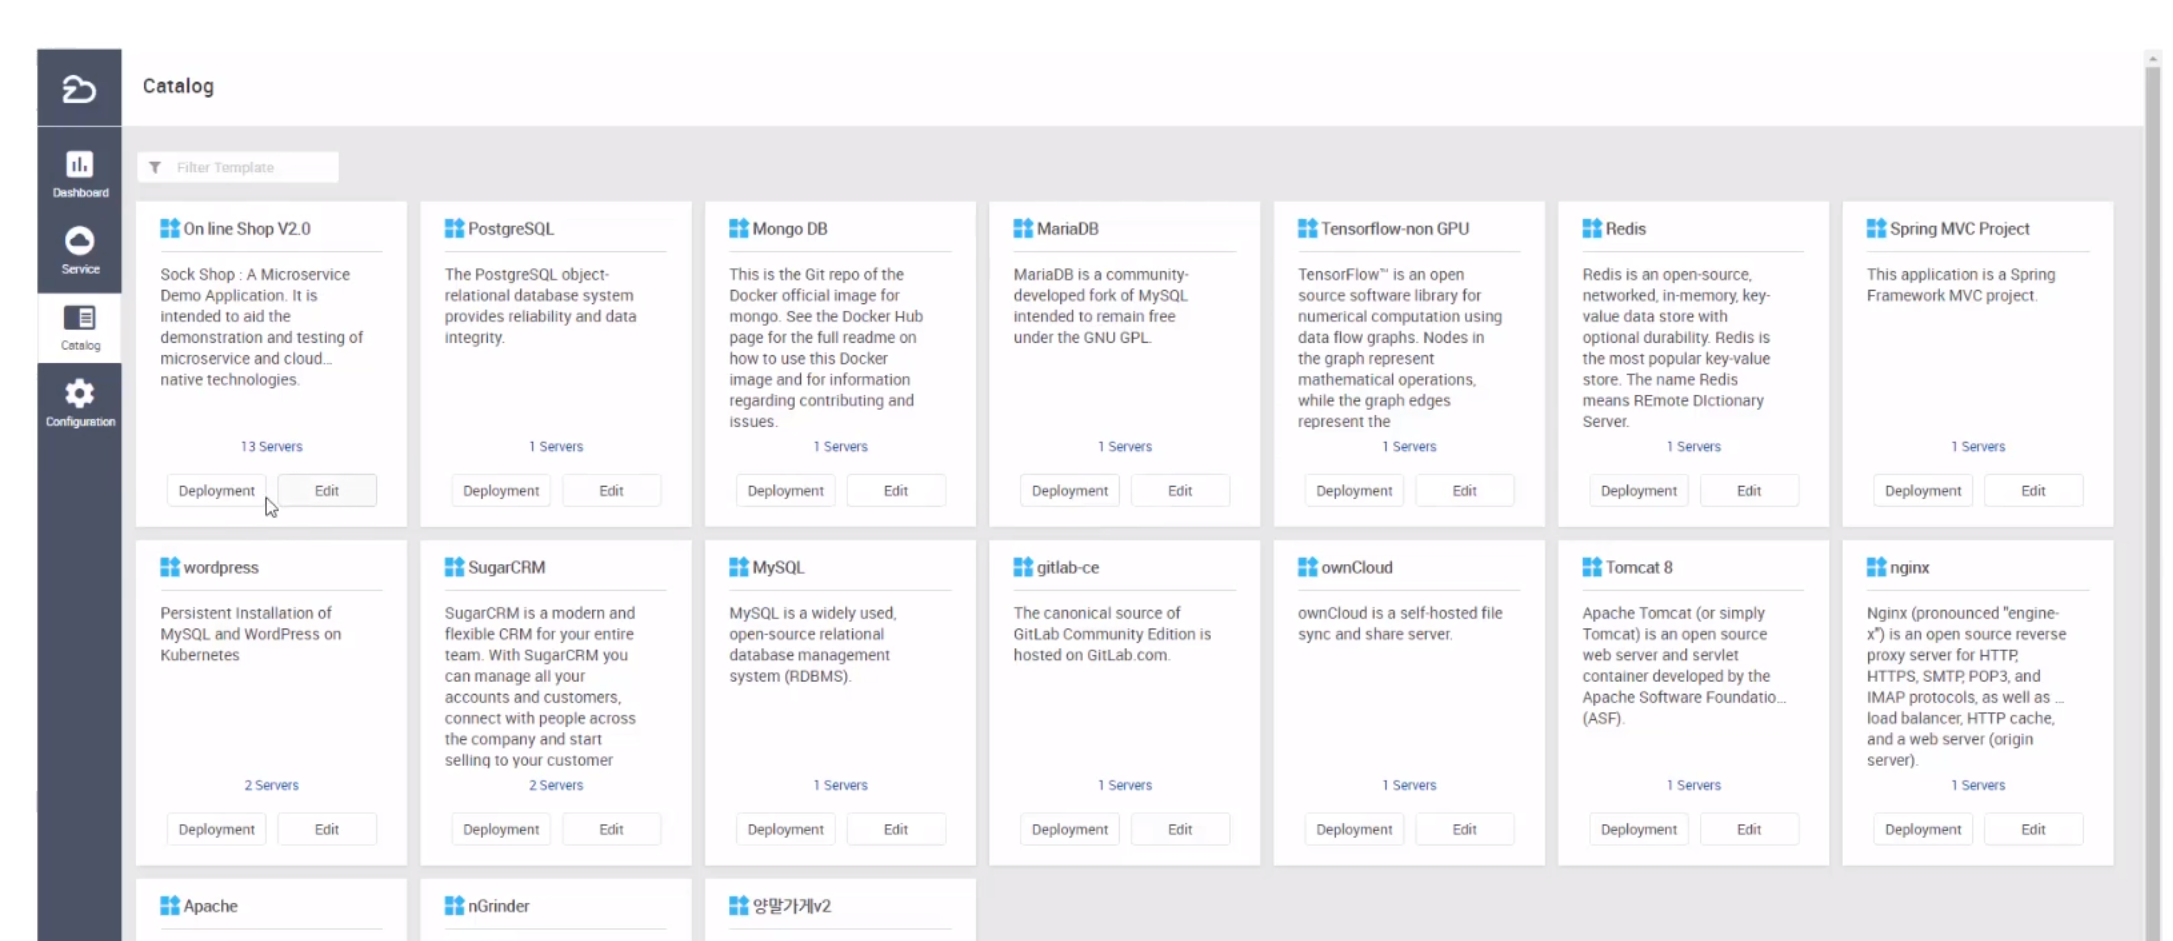 Catalog
Dashboard
Service
Catalog
Configuration
Filter Template
On line Shop V2.0
Sock Shop : A Microservice
Demo Application. It is
intended to aid the
demonstration and testing of
microservice and cloud...
native technologies.
13 Servers
Deployment
Edit
PostgreSQL
The PostgreSQL object-
relational database system
provides reliability and data
integrity.
1 Servers
Deployment
Edit
Mongo DB
This is the Git repo of the
Docker official image for
mongo. See the Docker Hub
page for the full readme on
how to use this Docker
image and for information
regarding contributing and
issues.
1 Servers
Deployment
Edit
MariaDB
MariaDB is a community-
developed fork of MySQL
intended to remain free
under the GNU GPL.
1 Servers
Deployment
Edit
Tensorflow-non GPU
TensorFlow™ is an open
source software library for
numerical computation using
data flow graphs. Nodes in
the graph represent
mathematical operations,
while the graph edges
represent the
1 Servers
Deployment
Edit
Redis
Redis is an open-source,
networked, in-memory, key-
value data store with
optional durability. Redis is
the most popular key-value
store. The name Redis
means REmote DIctionary
Server.
1 Servers
Deployment
Edit
Spring MVC Project
This application is a Spring
Framework MVC project.
1 Servers
Deployment
Edit
wordpress
Persistent Installation of
MySQL and WordPress on
Kubernetes
2 Servers
Deployment
Edit
SugarCRM
SugarCRM is a modern and
flexible CRM for your entire
team. With SugarCRM you
can manage all your
accounts and customers,
connect with people across
the company and start
selling to your customer
2 Servers
Deployment
Edit
MySQL
MySQL is a widely used,
open-source relational
database management
system (RDBMS).
1 Servers
Deployment
Edit
gitlab-ce
The canonical source of
GitLab Community Edition is
hosted on GitLab.com.
1 Servers
Deployment
Edit
ownCloud
ownCloud is a self-hosted file
sync and share server.
1 Servers
Deployment
Edit
Tomcat 8
Apache Tomcat (or simply
Tomcat) is an open source
web server and servlet
container developed by the
Apache Software Foundatio...
(ASF).
1 Servers
Deployment
Edit
nginx
Nginx (pronounced "engine-
x") is an open source reverse
proxy server for HTTP,
HTTPS, SMTP, POP3, and
IMAP protocols, as well as ...
load balancer, HTTP cache,
and a web server (origin
server).
1 Servers
Deployment
Edit
Apache
nGrinder
양말가게v2